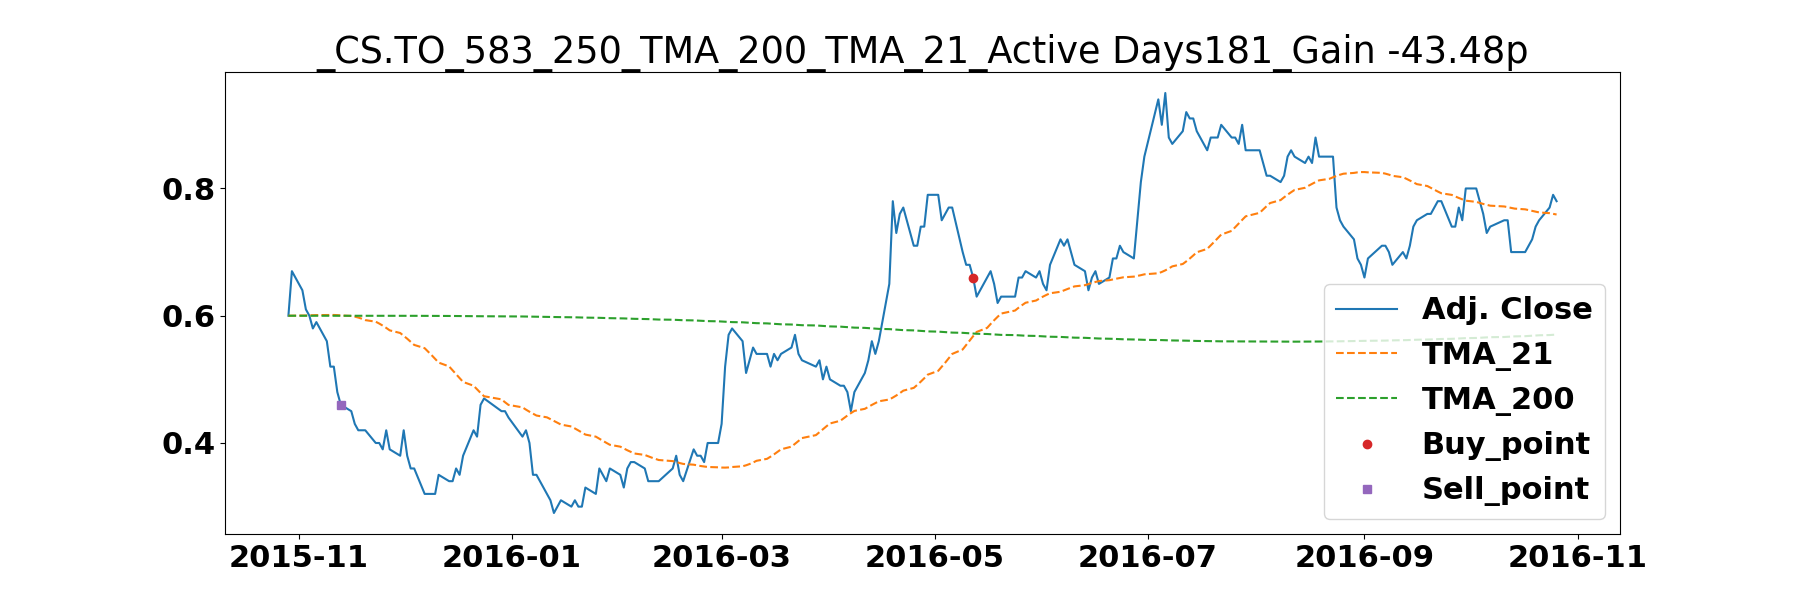 _CS.TO_583_250_TMA_200_TMA_21_Active Days181_Gain -43.48p
0.8
0.6
0.4
2015-11 2016-01 2016-03 2016-05 2016-07 2016-09 2016-11
Adj. Close
TMA_21
TMA_200
Buy_point
Sell_point